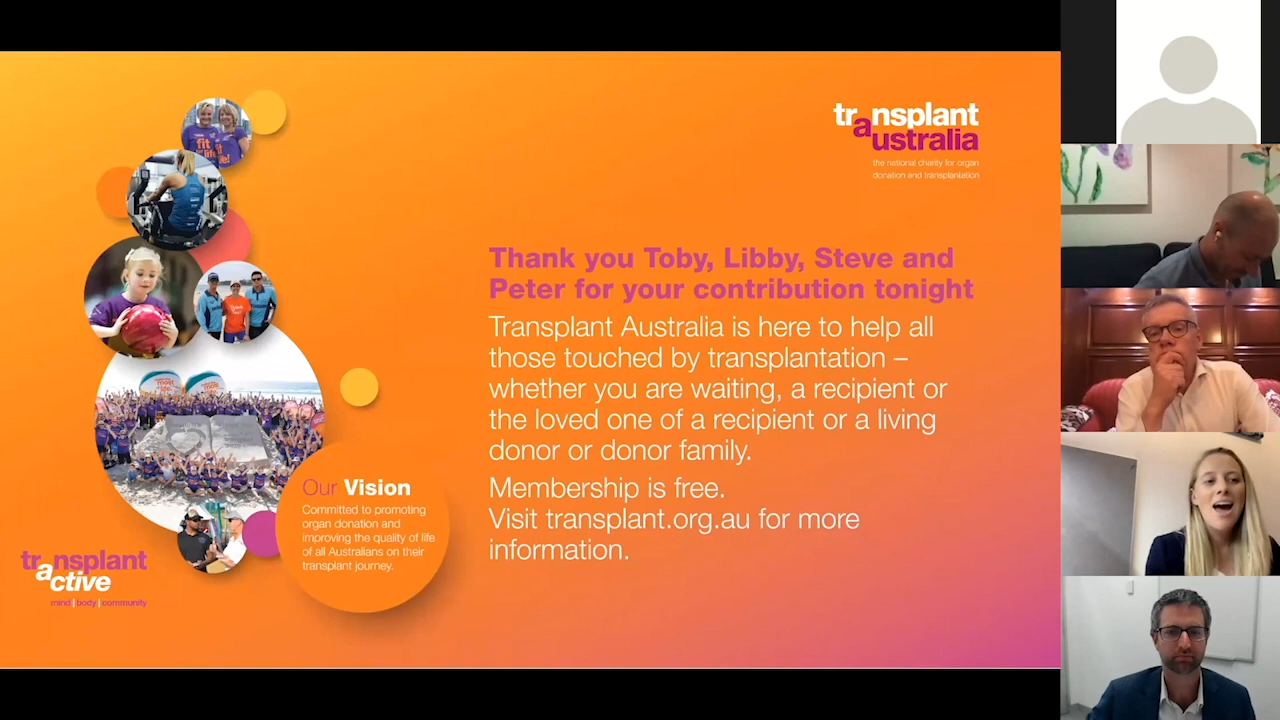 transplant
australia
the national charity for organ
donation and transplantation
fit
for
life!
Thank you Toby, Libby, Steve and
Peter for your contribution tonight
Transplant Australia is here to help all
those touched by transplantation –
whether you are waiting, a recipient or
the loved one of a recipient or a living
donor or donor family.
Membership is free.
Visit transplant.org.au for more
information.
Our Vision
Committed to promoting
organ donation and
improving the quality of life
of all Australians on their
transplant journey.
transplant
active
mind | body | community